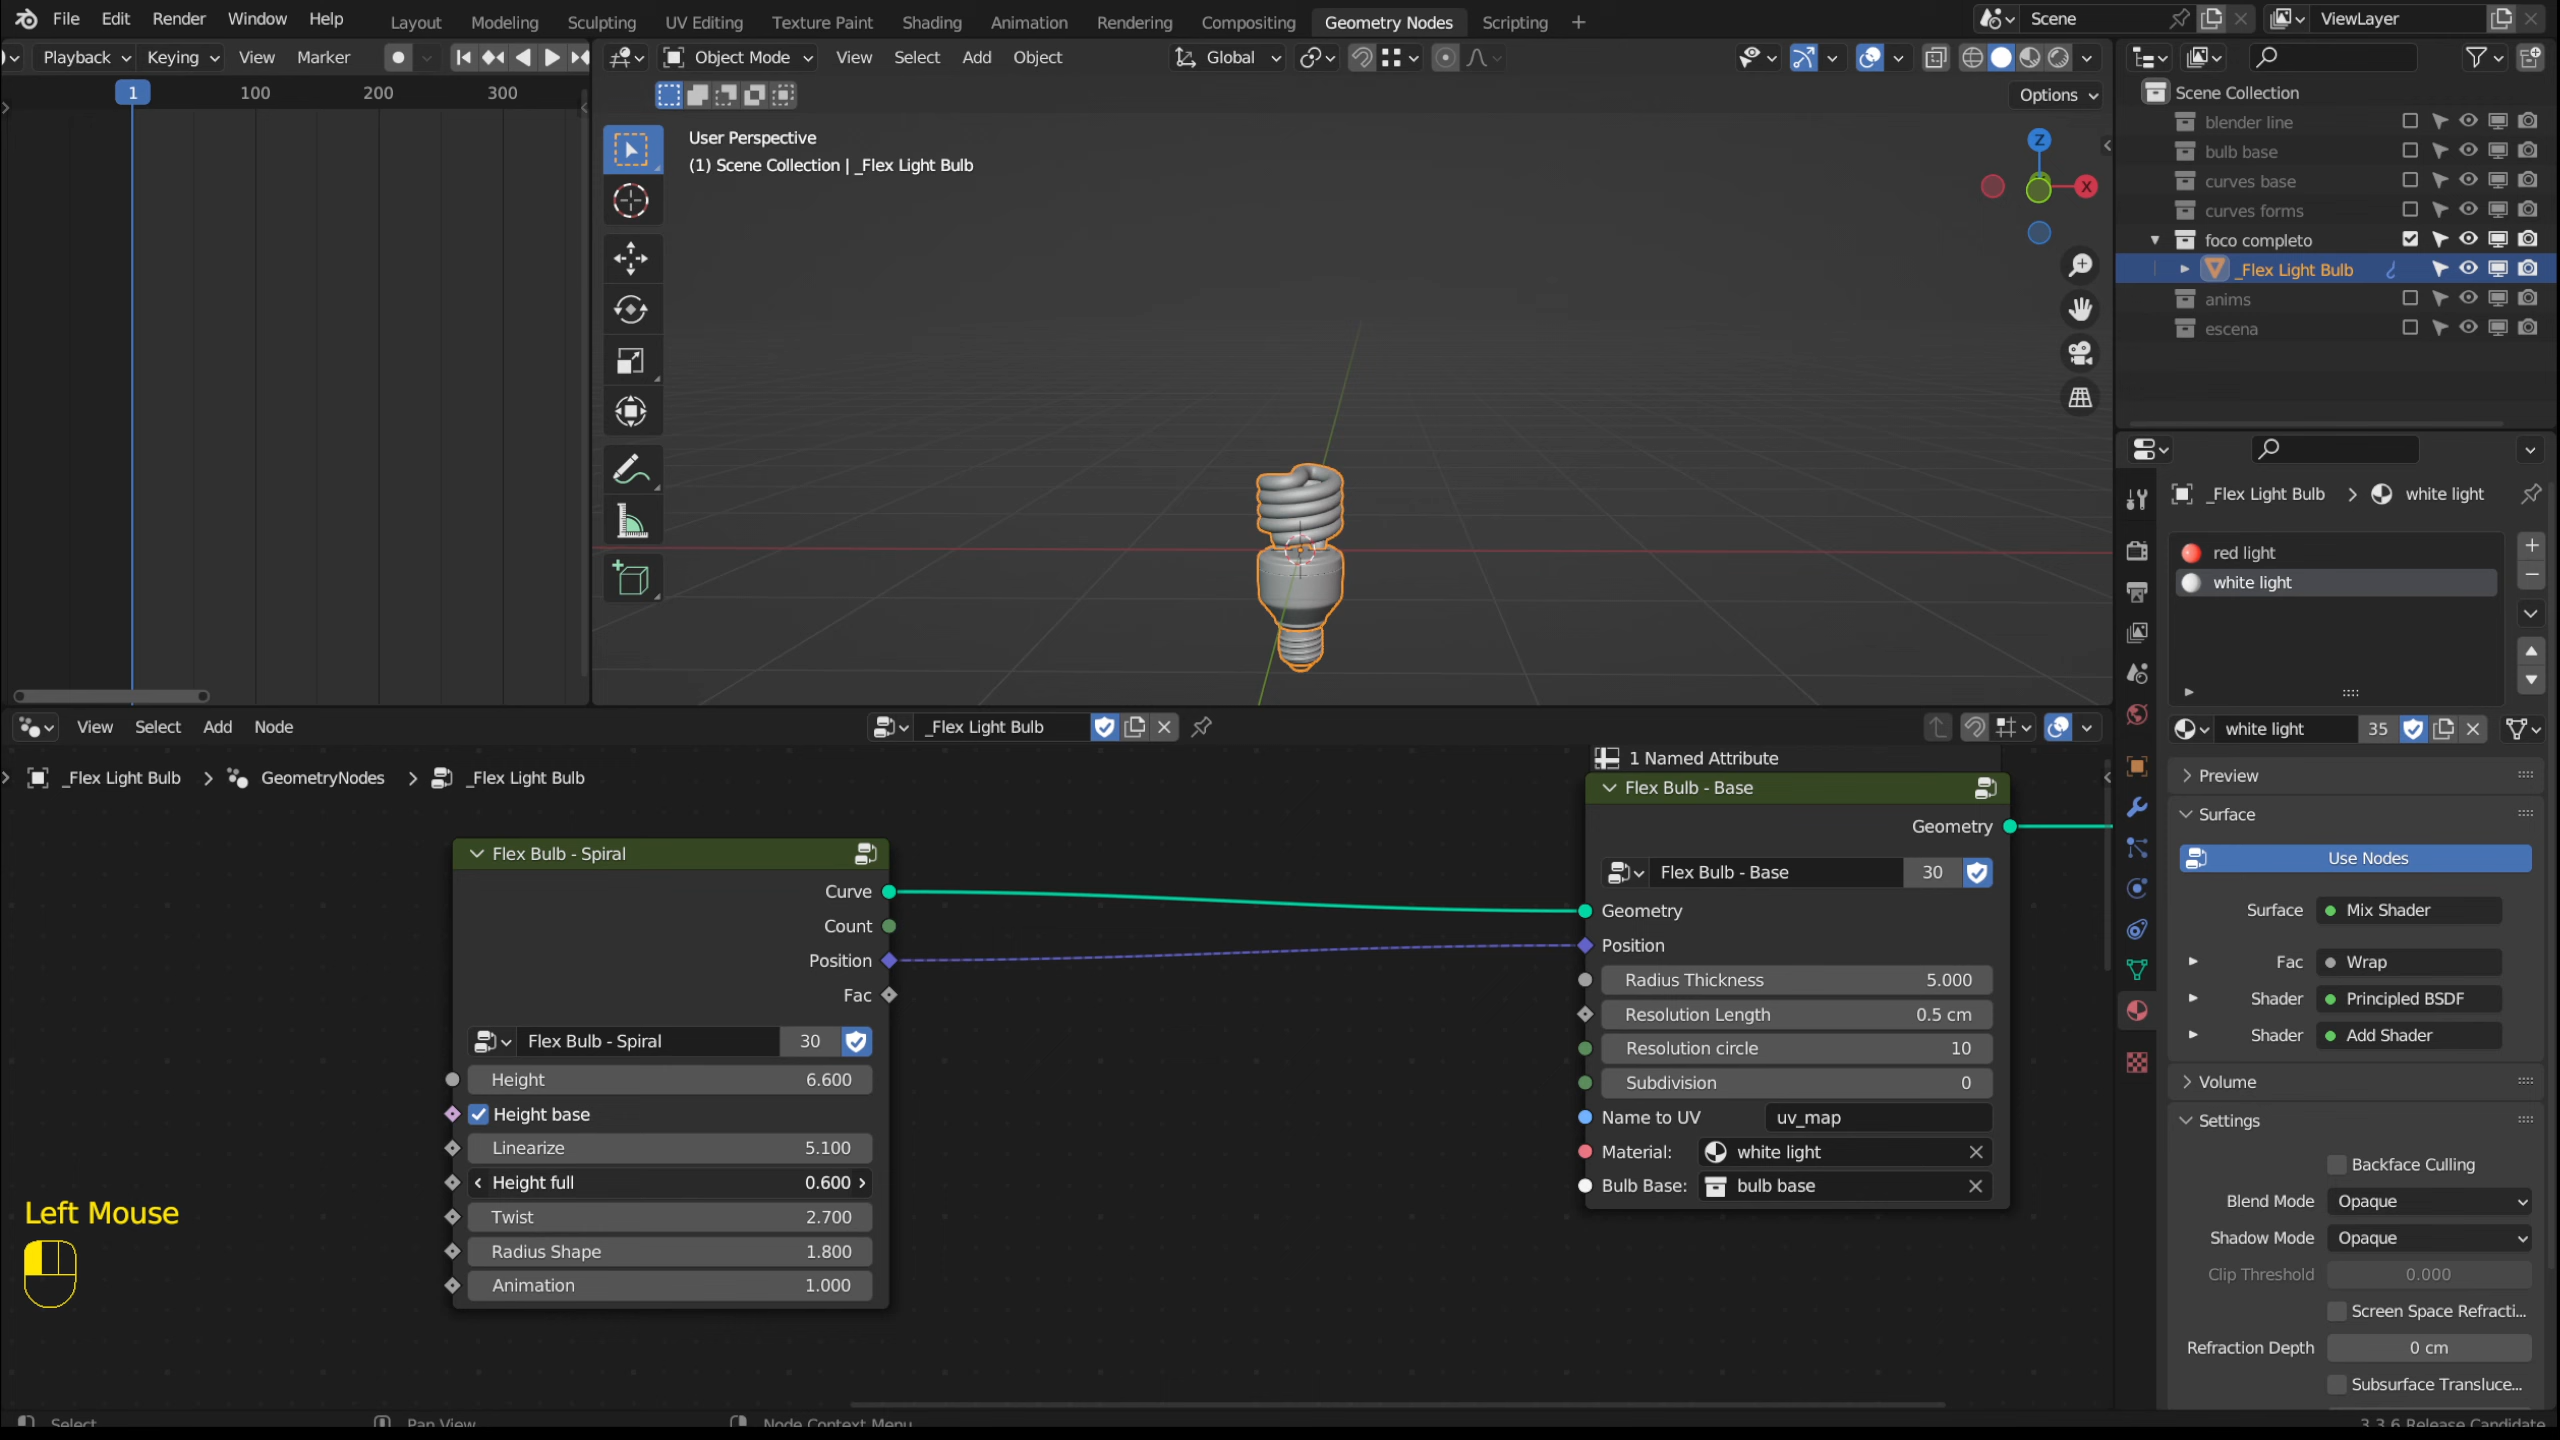 File Edit Render Window Help
Layout Modeling Sculpting UV Editing Texture Paint Shading Animation Rendering Compositing Geometry Nodes Scripting +
Scene
ViewLayer
Playback Keying View Marker
Object Mode View Select Add Object
Global
1 100 200 300
Options
User Perspective
(1) Scene Collection | _Flex Light Bulb
Z
X
Scene Collection
blender line
bulb base
curves base
curves forms
foco completo
_Flex Light Bulb
anims
escena
_Flex Light Bulb > white light
red light
white light
white light 35
Preview
Surface
Use Nodes
Surface Mix Shader
Fac Wrap
Shader Principled BSDF
Shader Add Shader
Volume
Settings
Backface Culling
Blend Mode Opaque
Shadow Mode Opaque
Clip Threshold 0.000
Screen Space Refracti...
Refraction Depth 0 cm
Subsurface Transluce...
View Select Add Node
_Flex Light Bulb
_Flex Light Bulb > GeometryNodes > _Flex Light Bulb
Flex Bulb - Spiral
Curve
Count
Position
Fac
Flex Bulb - Spiral 30
Height 6.600
Height base
Linearize 5.100
Height full 0.600
Twist 2.700
Radius Shape 1.800
Animation 1.000
1 Named Attribute
Flex Bulb - Base
Geometry
Flex Bulb - Base 30
Geometry
Position
Radius Thickness 5.000
Resolution Length 0.5 cm
Resolution circle 10
Subdivision 0
Name to UV uv_map
Material: white light
Bulb Base: bulb base
Left Mouse
Select
Pan View
Node Context Menu
3.3.6 Release Candidate